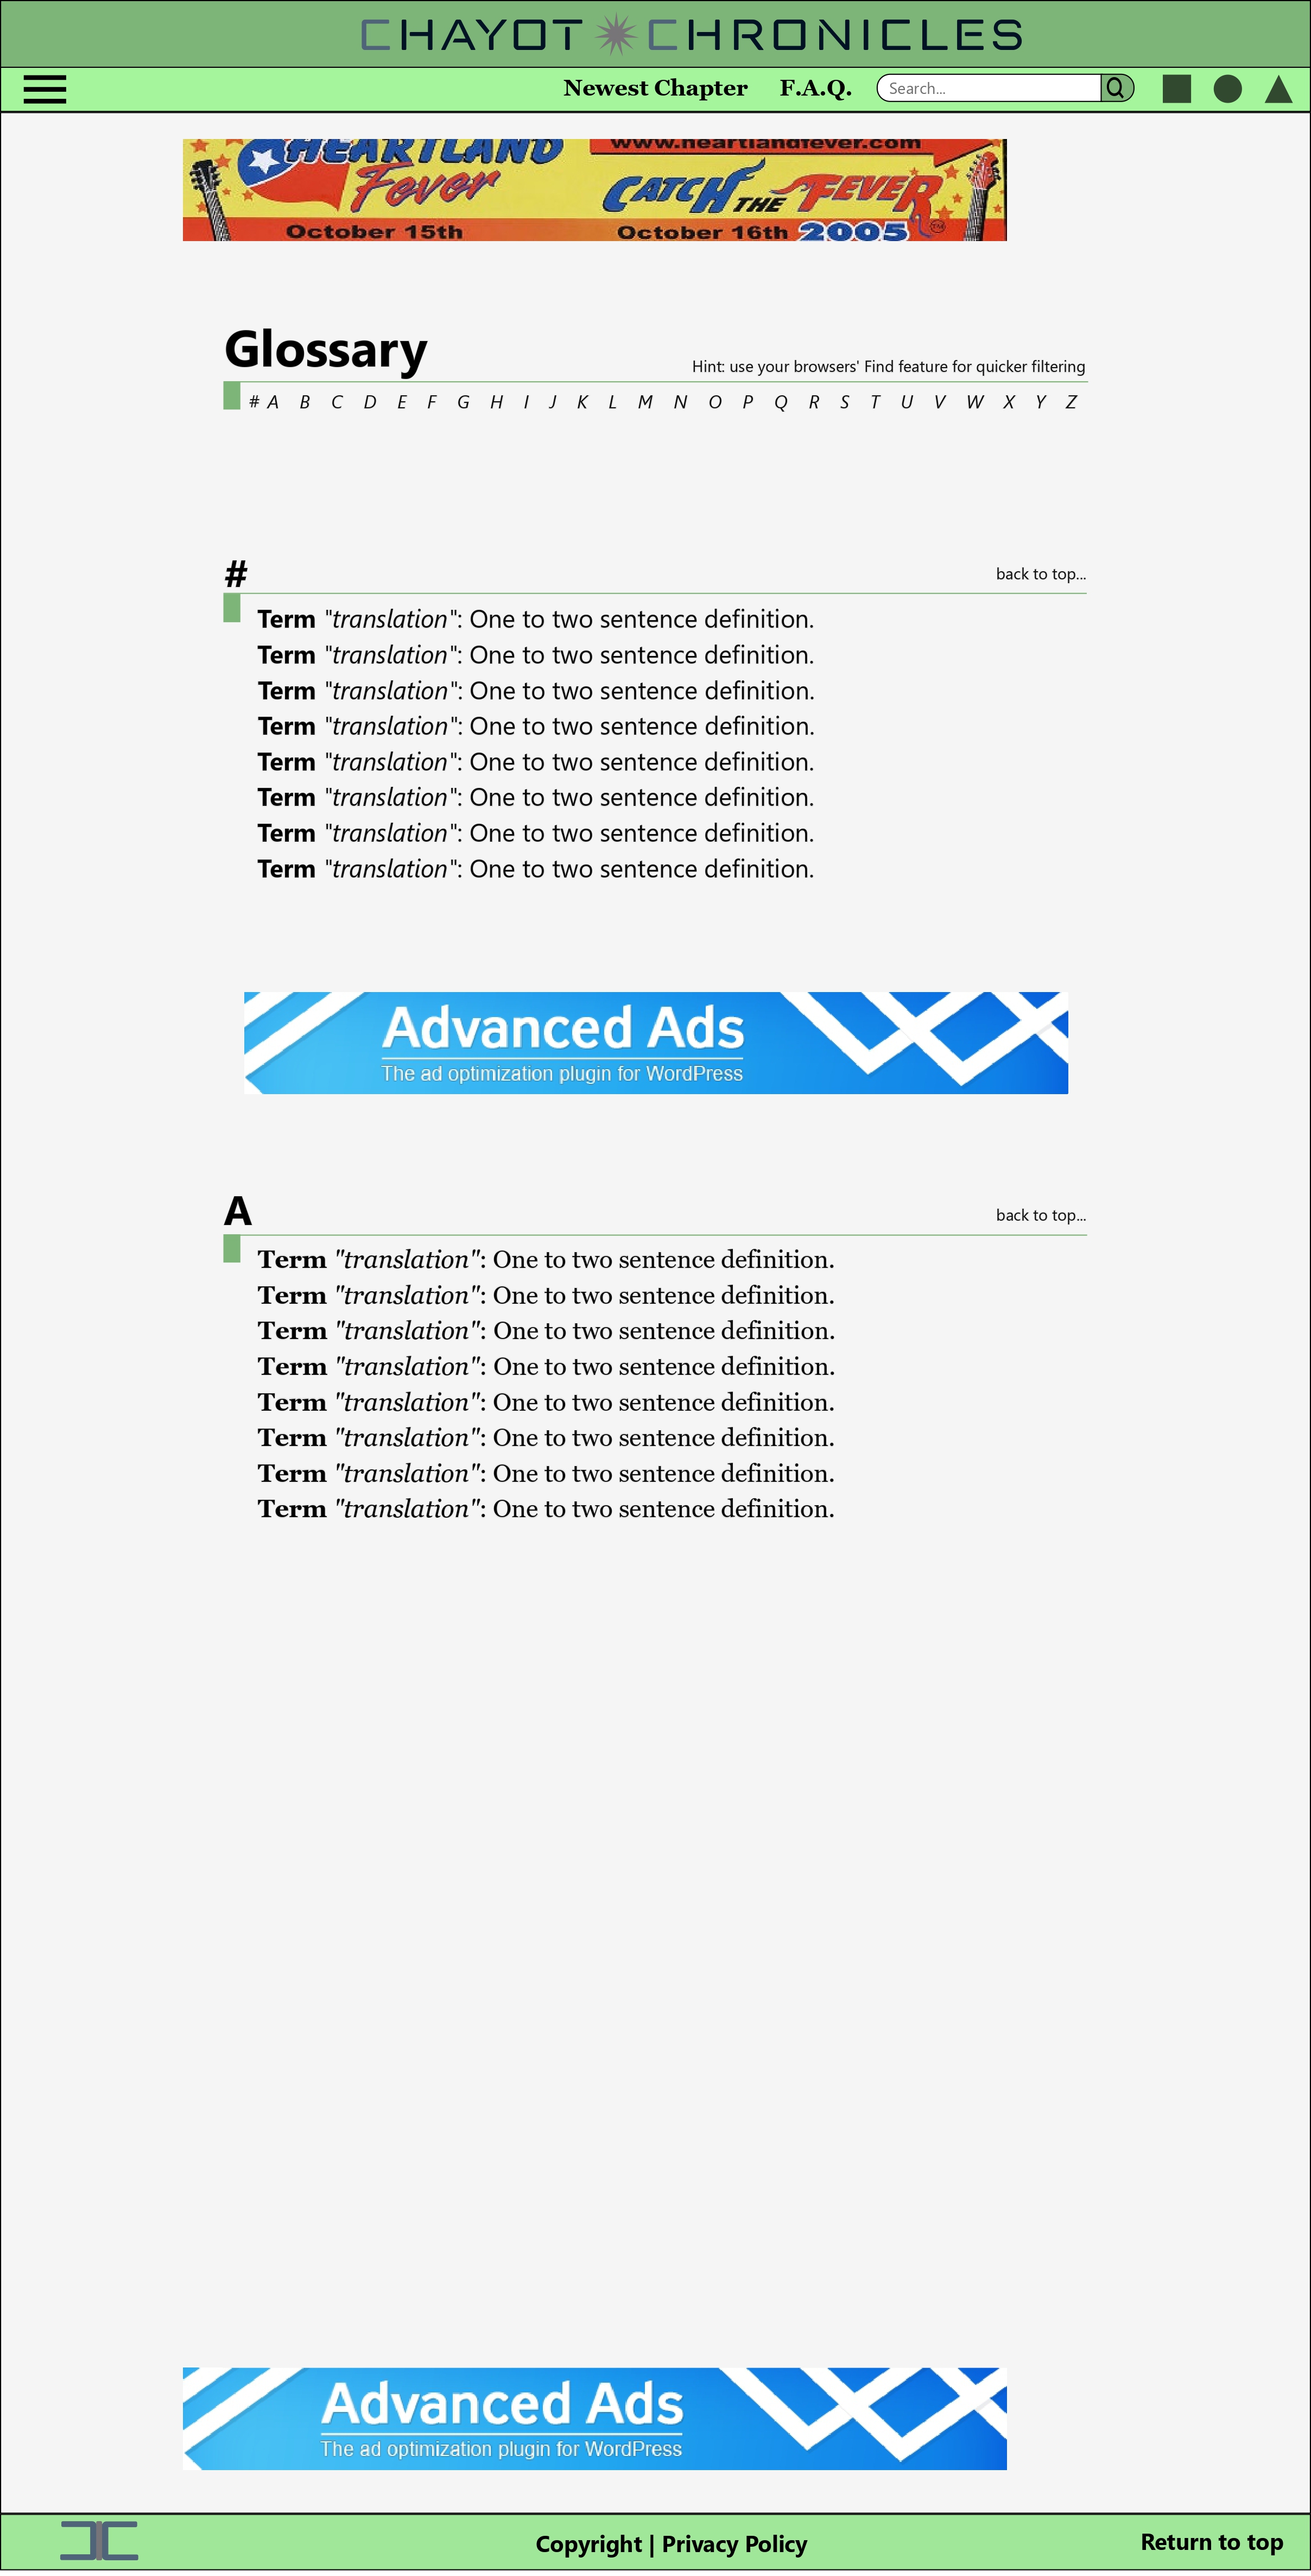 CHAYOT CHRONICLES
Newest Chapter F.A.Q. Search...
HEARTLAND www.heartlandfever.com
Fever CATCH THE FEVER TM
October 15th October 16th 2005
Glossary Hint: use your browsers' Find feature for quicker filtering
# A B C D E F G H I J K L M N O P Q R S T U V W X Y Z
# back to top...
Term "translation": One to two sentence definition.
Term "translation": One to two sentence definition.
Term "translation": One to two sentence definition.
Term "translation": One to two sentence definition.
Term "translation": One to two sentence definition.
Term "translation": One to two sentence definition.
Term "translation": One to two sentence definition.
Term "translation": One to two sentence definition.
Advanced Ads
The ad optimization plugin for WordPress
A back to top...
Term "translation": One to two sentence definition.
Term "translation": One to two sentence definition.
Term "translation": One to two sentence definition.
Term "translation": One to two sentence definition.
Term "translation": One to two sentence definition.
Term "translation": One to two sentence definition.
Term "translation": One to two sentence definition.
Term "translation": One to two sentence definition.
Advanced Ads
The ad optimization plugin for WordPress
Copyright | Privacy Policy Return to top